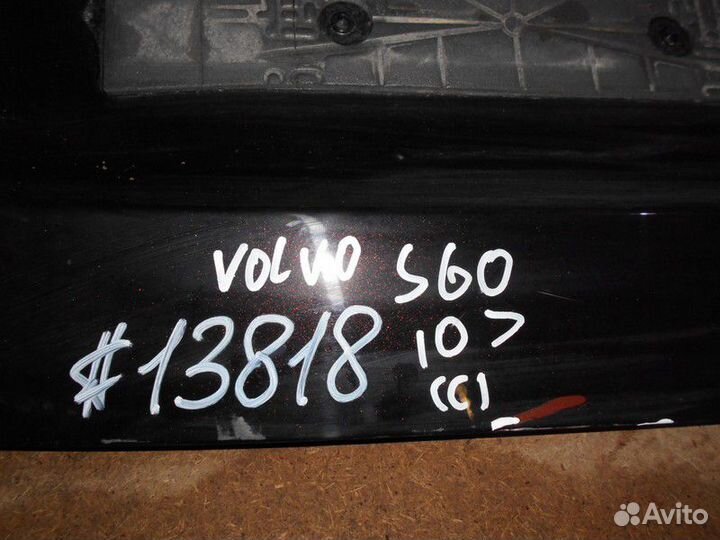 VOLVO S60
#13818 10>
(C)
Avito